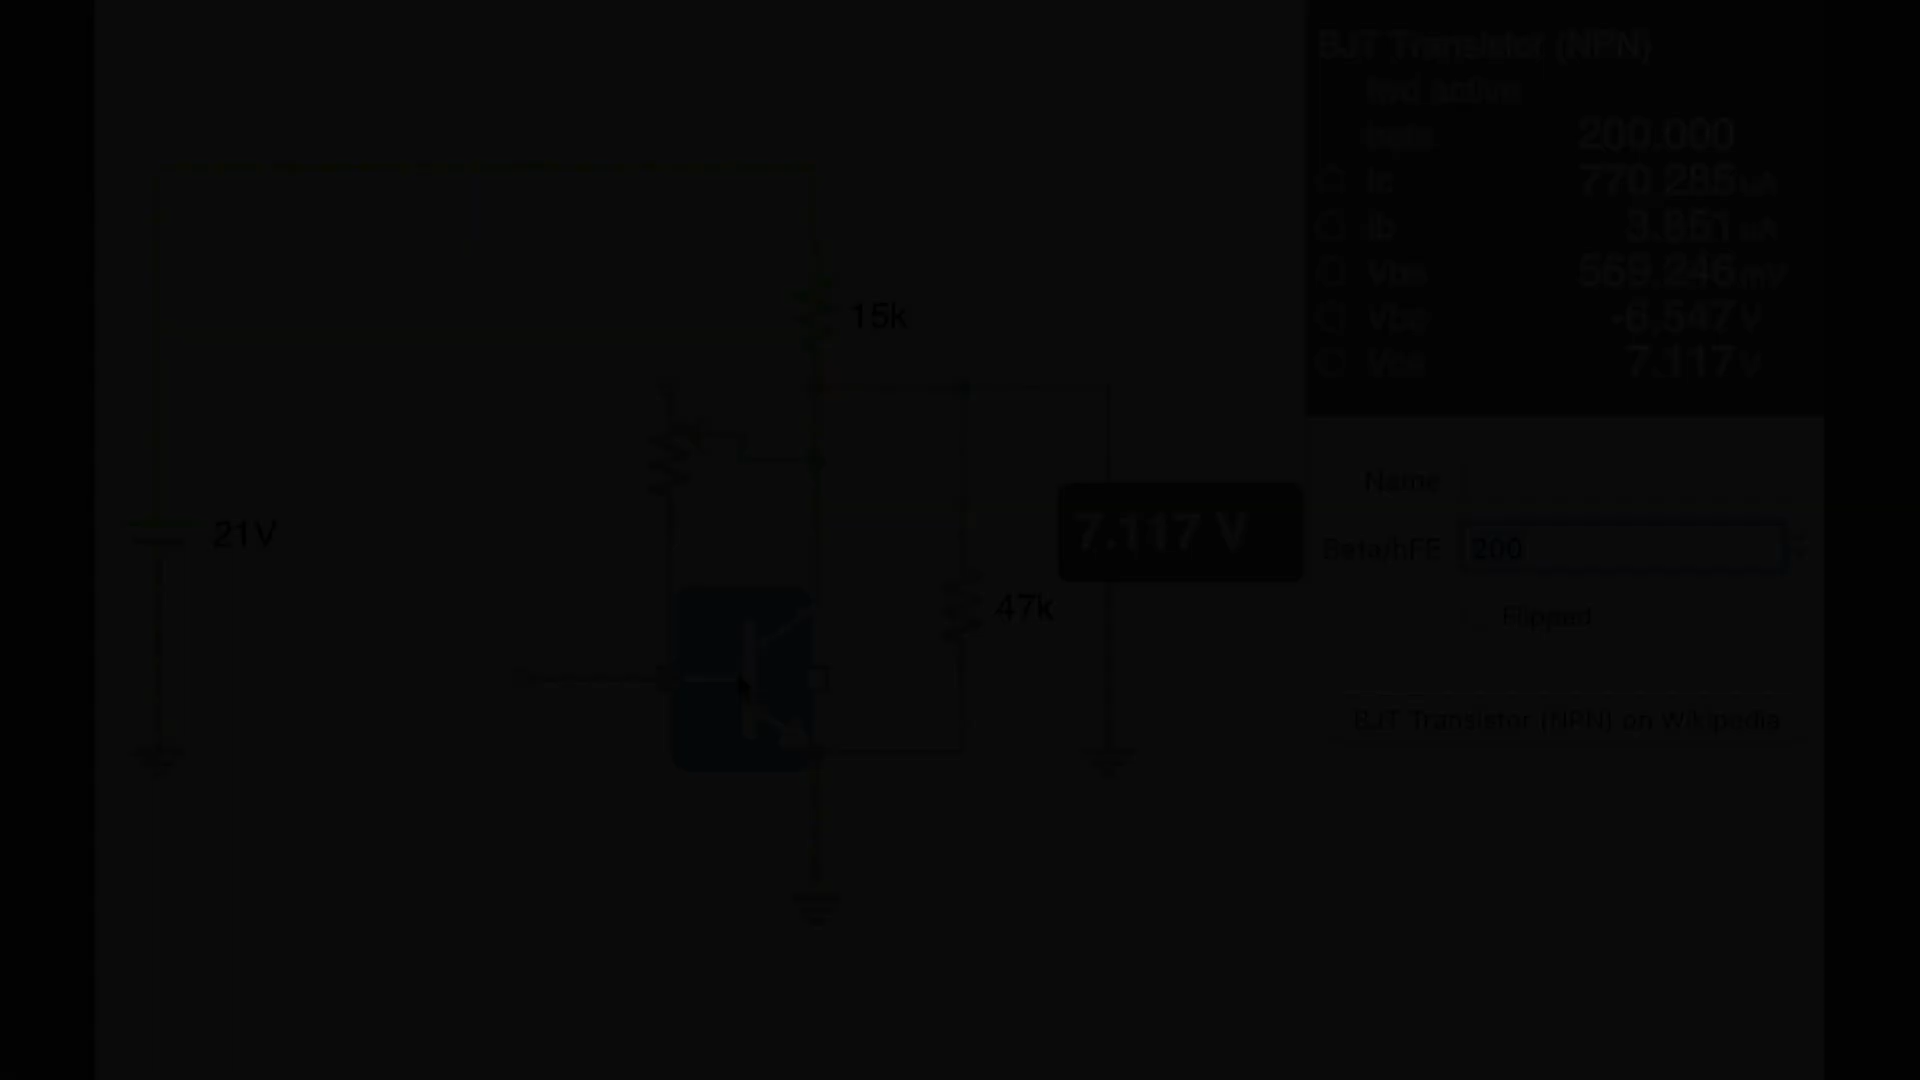 BJT Transistor (NPN)
fwd active
beta 200.000
Ic 770.285 uA
Ib 3.851 uA
Vbe 569.246 mV
Vbc -6.547 V
Vce 7.117 V
15k
Name
21V
7.117 V
Beta/hFE 200
47k
Flipped
BJT Transistor (NPN) on Wikipedia